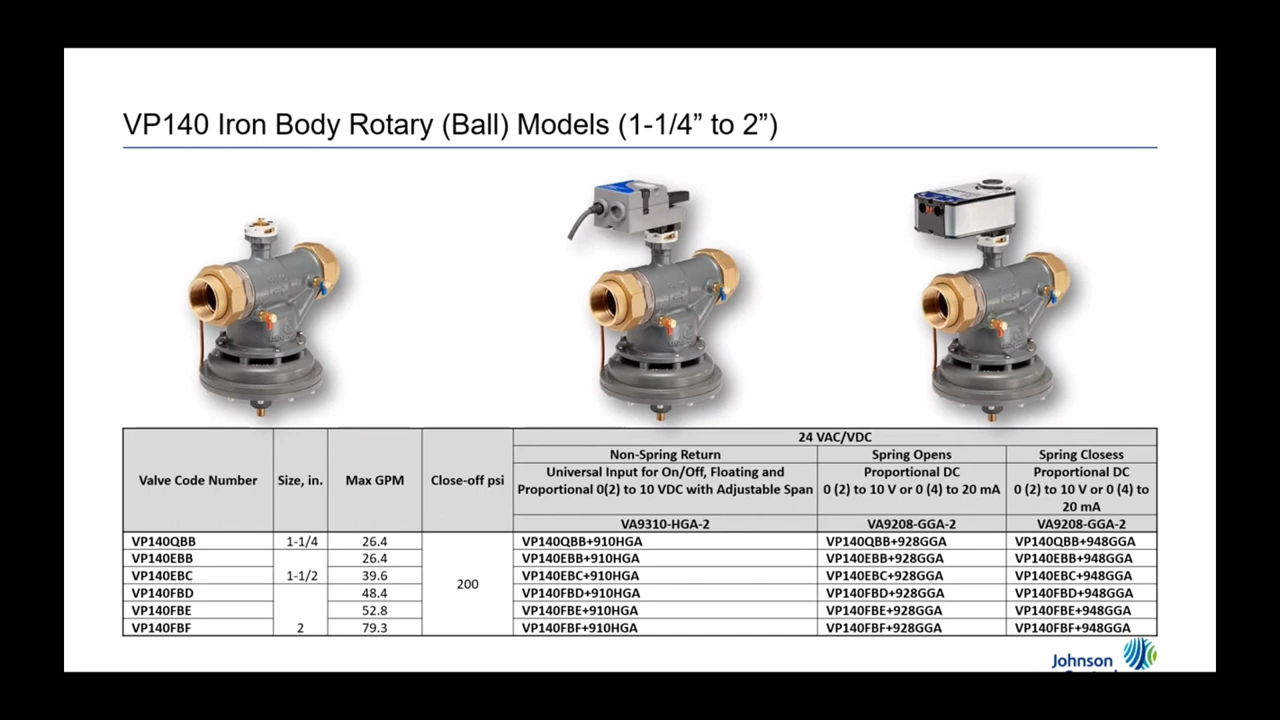 VP140 Iron Body Rotary (Ball) Models (1-1/4” to 2”)
24 VAC/VDC
Non-Spring Return Spring Opens Spring Closess
Valve Code Number Size, in. Max GPM Close-off psi
Universal Input for On/Off, Floating and
Proportional 0(2) to 10 VDC with Adjustable Span
Proportional DC
0 (2) to 10 V or 0 (4) to 20 mA
Proportional DC
0 (2) to 10 V or 0 (4) to
20 mA
VA9310-HGA-2 VA9208-GGA-2 VA9208-GGA-2
VP140QBB 1-1/4 26.4 VP140QBB+910HGA VP140QBB+928GGA VP140QBB+948GGA
VP140EBB 26.4 VP140EBB+910HGA VP140EBB+928GGA VP140EBB+948GGA
VP140EBC 1-1/2 39.6 200 VP140EBC+910HGA VP140EBC+928GGA VP140EBC+948GGA
VP140FBD 48.4 VP140FBD+910HGA VP140FBD+928GGA VP140FBD+948GGA
VP140FBE 52.8 VP140FBE+910HGA VP140FBE+928GGA VP140FBE+948GGA
VP140FBF 2 79.3 VP140FBF+910HGA VP140FBF+928GGA VP140FBF+948GGA
Johnson